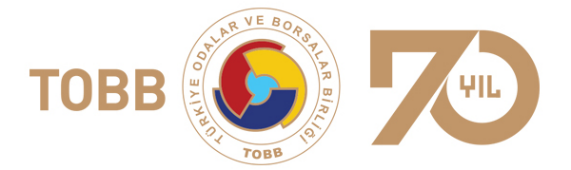 TOBB
TÜRKİYE ODALAR VE BORSALAR BİRLİĞİ
TOBB
70
YIL